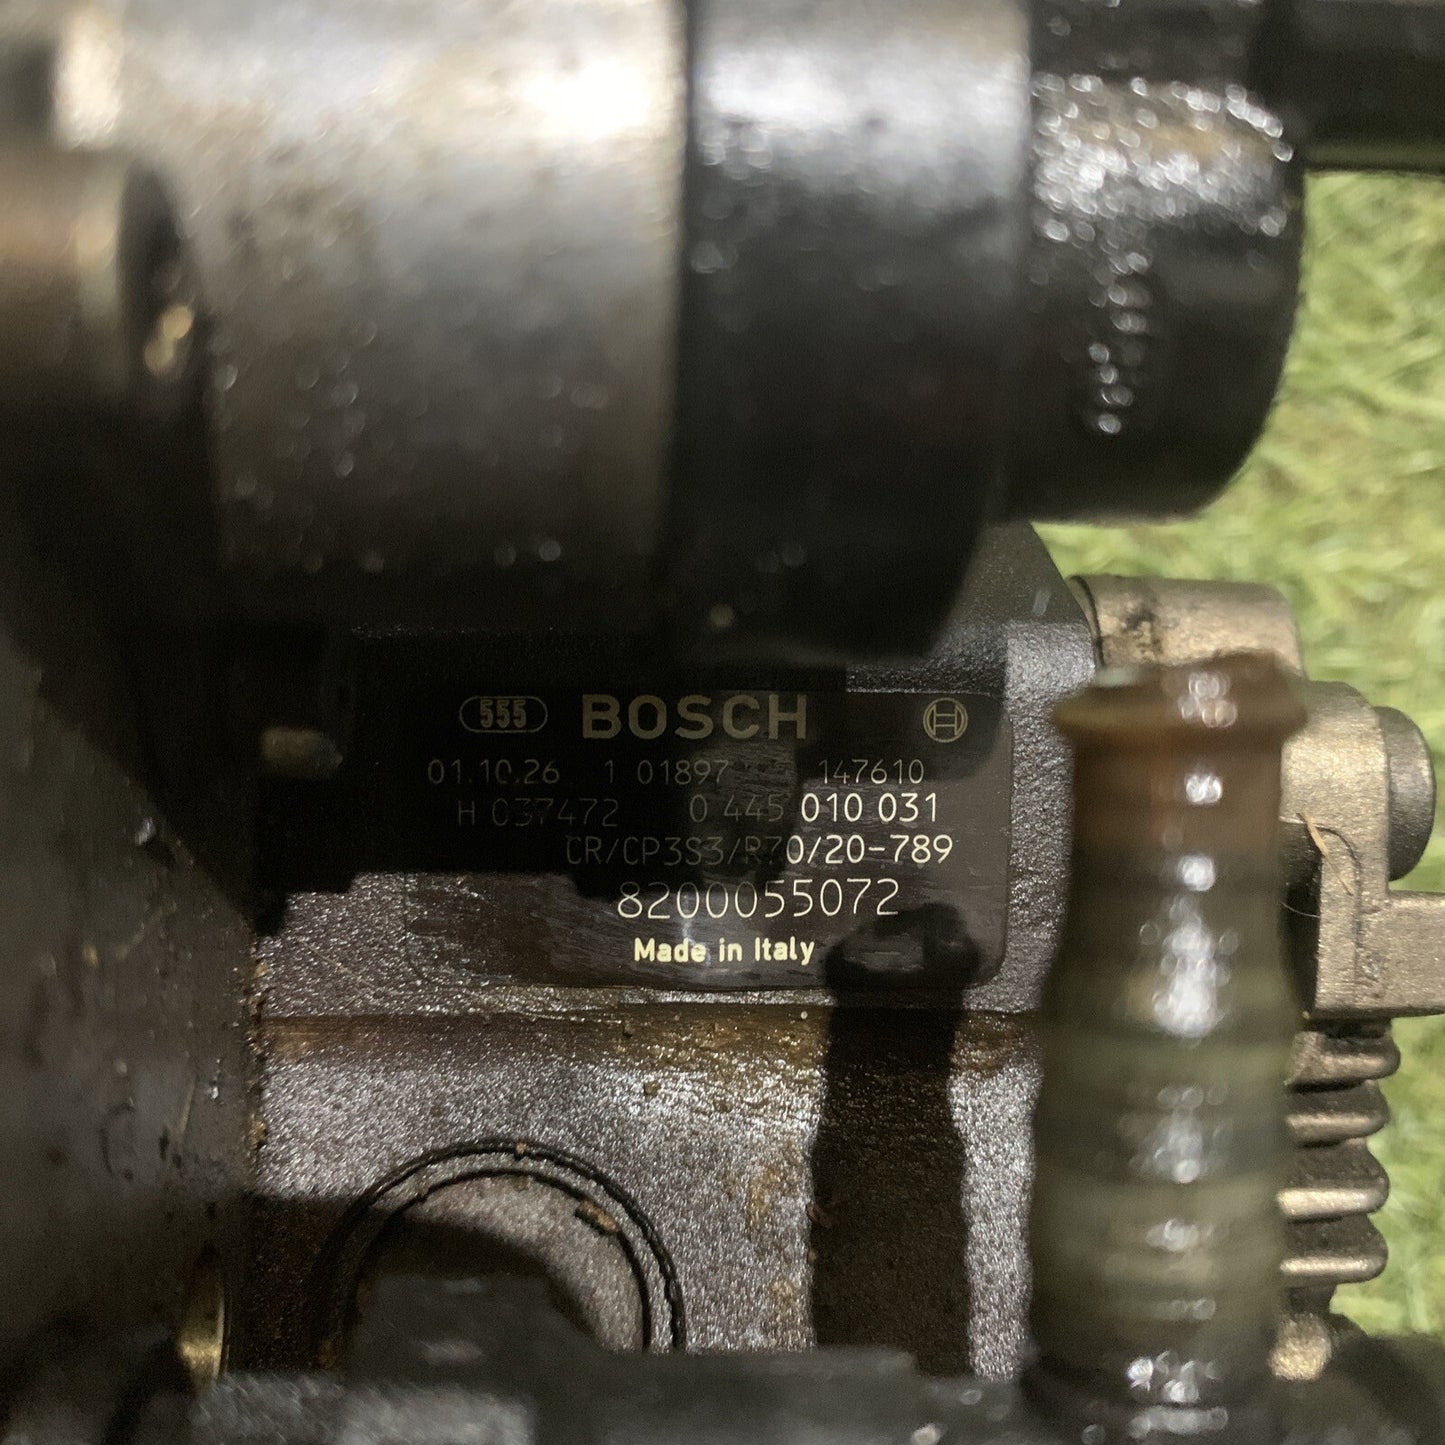 555 BOSCH
01.10.26 1 01897 147610
H 037472 0 445 010 031
CR/CP3S3/R70/20-789
8200055072
Made in Italy